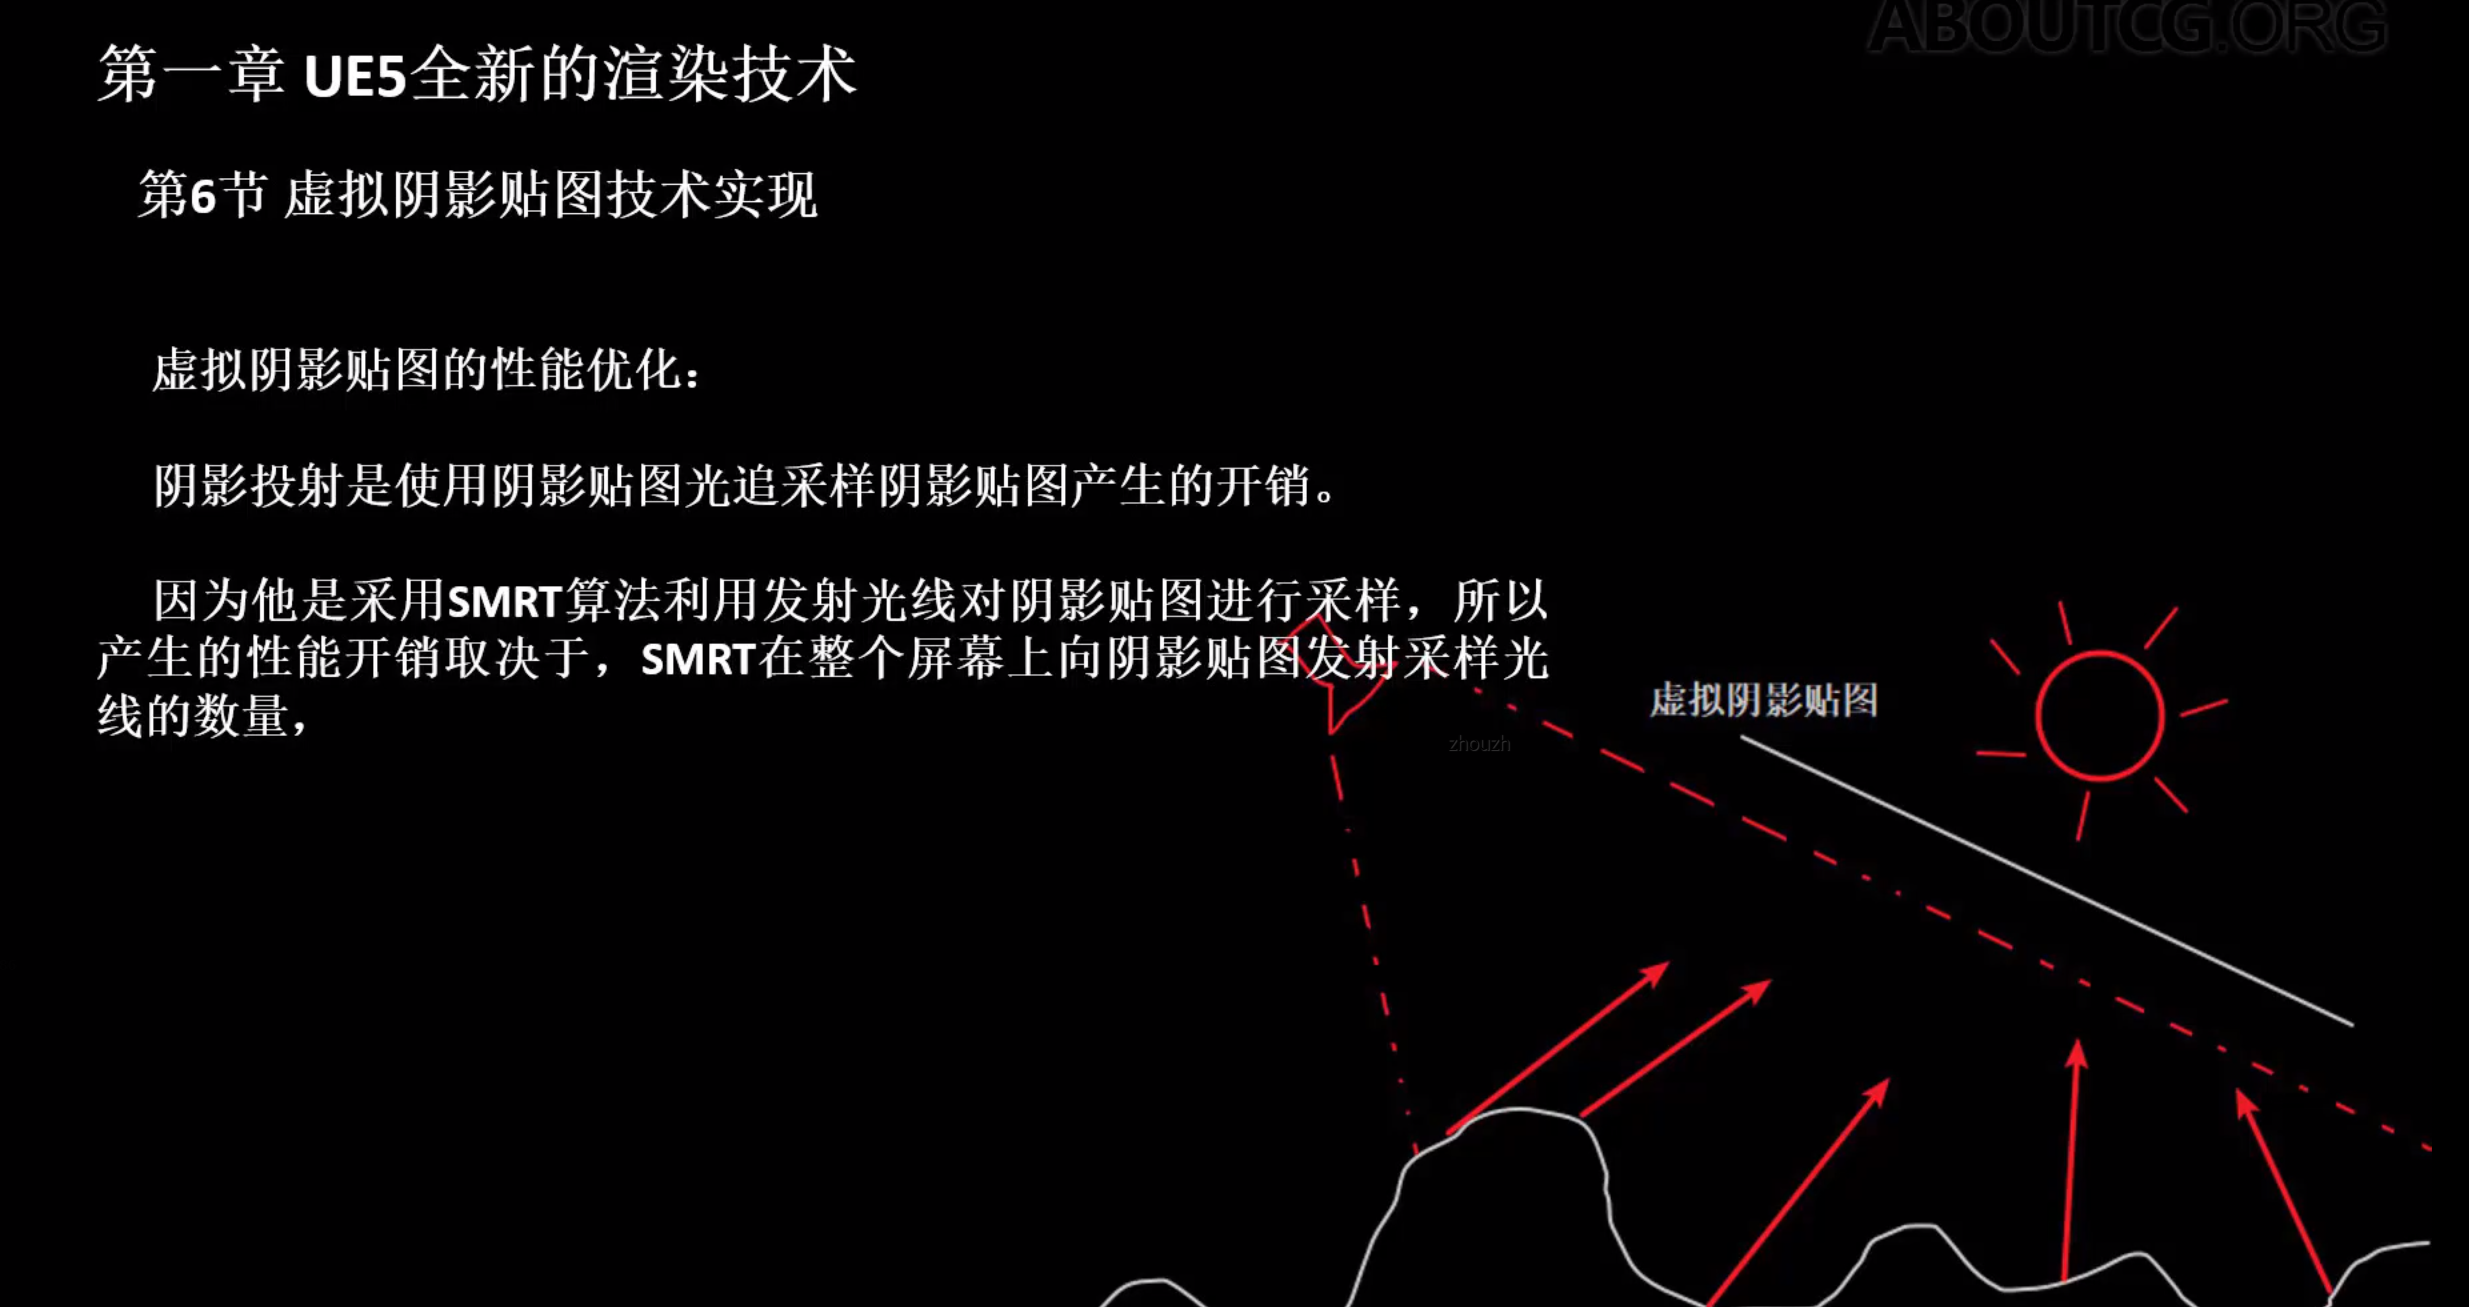 ABOUTCG.ORG
第一章 UE5全新的渲染技术
第6节 虚拟阴影贴图技术实现
虚拟阴影贴图的性能优化：
阴影投射是使用阴影贴图光追采样阴影贴图产生的开销。
因为他是采用SMRT算法利用发射光线对阴影贴图进行采样，所以
产生的性能开销取决于，SMRT在整个屏幕上向阴影贴图发射采样光
线的数量，
虚拟阴影贴图
zhouzh